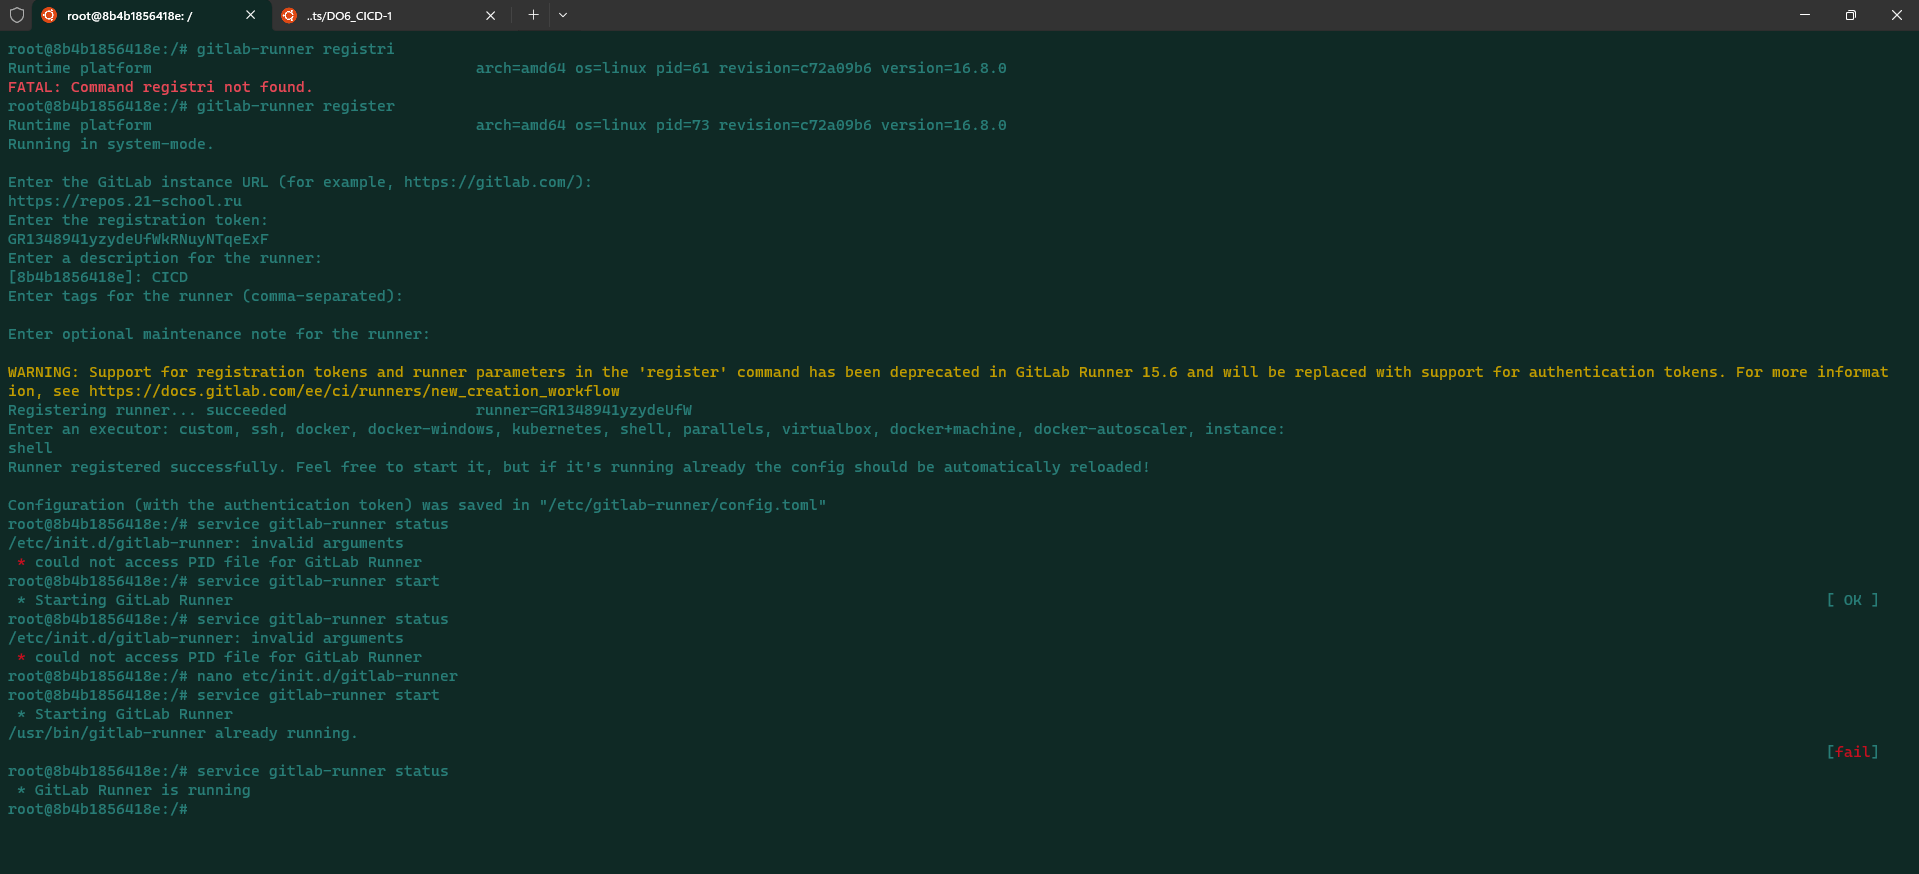 root@8b4b1856418e: /
..ts/DO6_CICD-1
root@8b4b1856418e:/# gitlab-runner registri
Runtime platform                                    arch=amd64 os=linux pid=61 revision=c72a09b6 version=16.8.0
FATAL: Command registri not found.
root@8b4b1856418e:/# gitlab-runner register
Runtime platform                                    arch=amd64 os=linux pid=73 revision=c72a09b6 version=16.8.0
Running in system-mode.
Enter the GitLab instance URL (for example, https://gitlab.com/):
https://repos.21-school.ru
Enter the registration token:
GR1348941yzydeUfWkRNuyNTqeExF
Enter a description for the runner:
[8b4b1856418e]: CICD
Enter tags for the runner (comma-separated):
Enter optional maintenance note for the runner:
WARNING: Support for registration tokens and runner parameters in the 'register' command has been deprecated in GitLab Runner 15.6 and will be replaced with support for authentication tokens. For more informat
ion, see https://docs.gitlab.com/ee/ci/runners/new_creation_workflow
Registering runner... succeeded                     runner=GR1348941yzydeUfW
Enter an executor: custom, ssh, docker, docker-windows, kubernetes, shell, parallels, virtualbox, docker+machine, docker-autoscaler, instance:
shell
Runner registered successfully. Feel free to start it, but if it's running already the config should be automatically reloaded!
Configuration (with the authentication token) was saved in "/etc/gitlab-runner/config.toml"
root@8b4b1856418e:/# service gitlab-runner status
/etc/init.d/gitlab-runner: invalid arguments
 * could not access PID file for GitLab Runner
root@8b4b1856418e:/# service gitlab-runner start
 * Starting GitLab Runner                                                    [ OK ]
root@8b4b1856418e:/# service gitlab-runner status
/etc/init.d/gitlab-runner: invalid arguments
 * could not access PID file for GitLab Runner
root@8b4b1856418e:/# nano etc/init.d/gitlab-runner
root@8b4b1856418e:/# service gitlab-runner start
 * Starting GitLab Runner
/usr/bin/gitlab-runner already running.
[fail]
root@8b4b1856418e:/# service gitlab-runner status
 * GitLab Runner is running
root@8b4b1856418e:/#